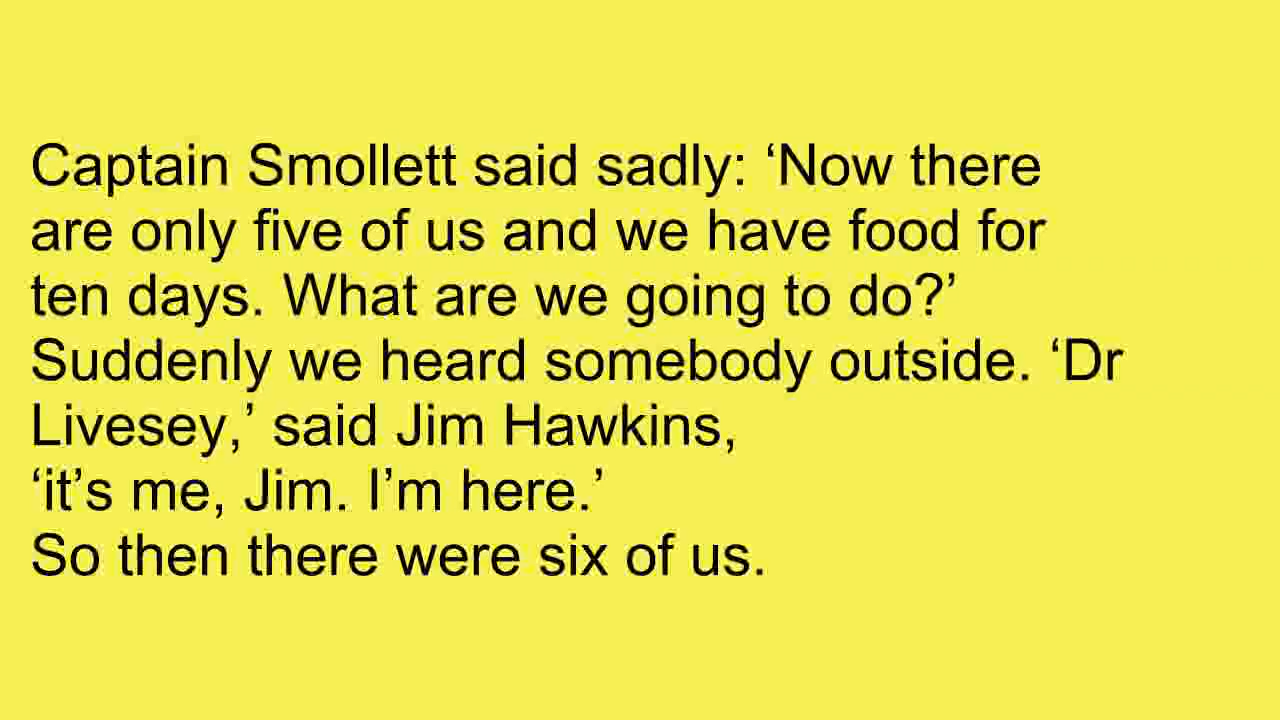 Captain Smollett said sadly: ‘Now there
are only five of us and we have food for
ten days. What are we going to do?’
Suddenly we heard somebody outside. ‘Dr
Livesey,’ said Jim Hawkins,
‘it’s me, Jim. I’m here.’
So then there were six of us.